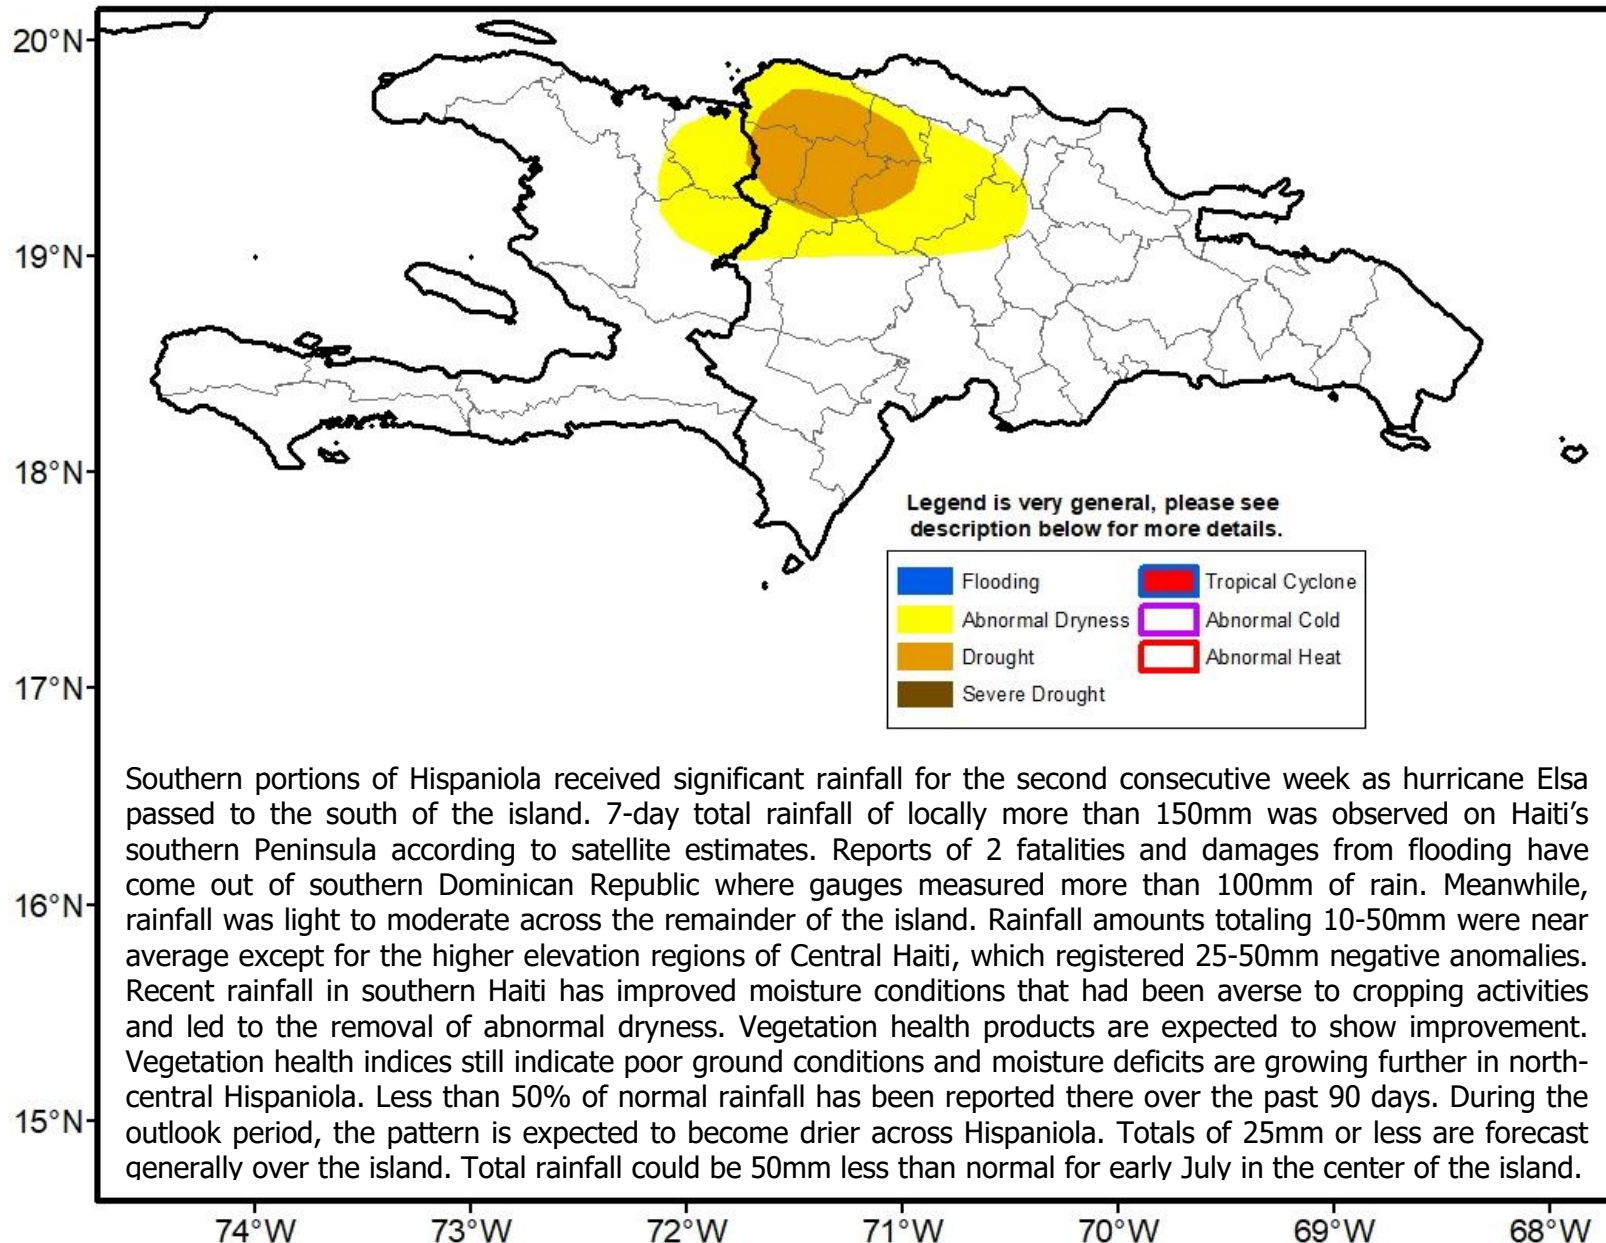 20°N
19°N
18°N
17°N
16°N
15°N
Legend is very general, please see
description below for more details.
Flooding
Tropical Cyclone
Abnormal Dryness
Abnormal Cold
Drought
Abnormal Heat
Severe Drought
Southern portions of Hispaniola received significant rainfall for the second consecutive week as hurricane Elsa
passed to the south of the island. 7-day total rainfall of locally more than 150mm was observed on Haiti’s
southern Peninsula according to satellite estimates. Reports of 2 fatalities and damages from flooding have
come out of southern Dominican Republic where gauges measured more than 100mm of rain. Meanwhile,
rainfall was light to moderate across the remainder of the island. Rainfall amounts totaling 10-50mm were near
average except for the higher elevation regions of Central Haiti, which registered 25-50mm negative anomalies.
Recent rainfall in southern Haiti has improved moisture conditions that had been averse to cropping activities
and led to the removal of abnormal dryness. Vegetation health products are expected to show improvement.
Vegetation health indices still indicate poor ground conditions and moisture deficits are growing further in north-
central Hispaniola. Less than 50% of normal rainfall has been reported there over the past 90 days. During the
outlook period, the pattern is expected to become drier across Hispaniola. Totals of 25mm or less are forecast
generally over the island. Total rainfall could be 50mm less than normal for early July in the center of the island.
74°W 73°W 72°W 71°W 70°W 69°W 68°W